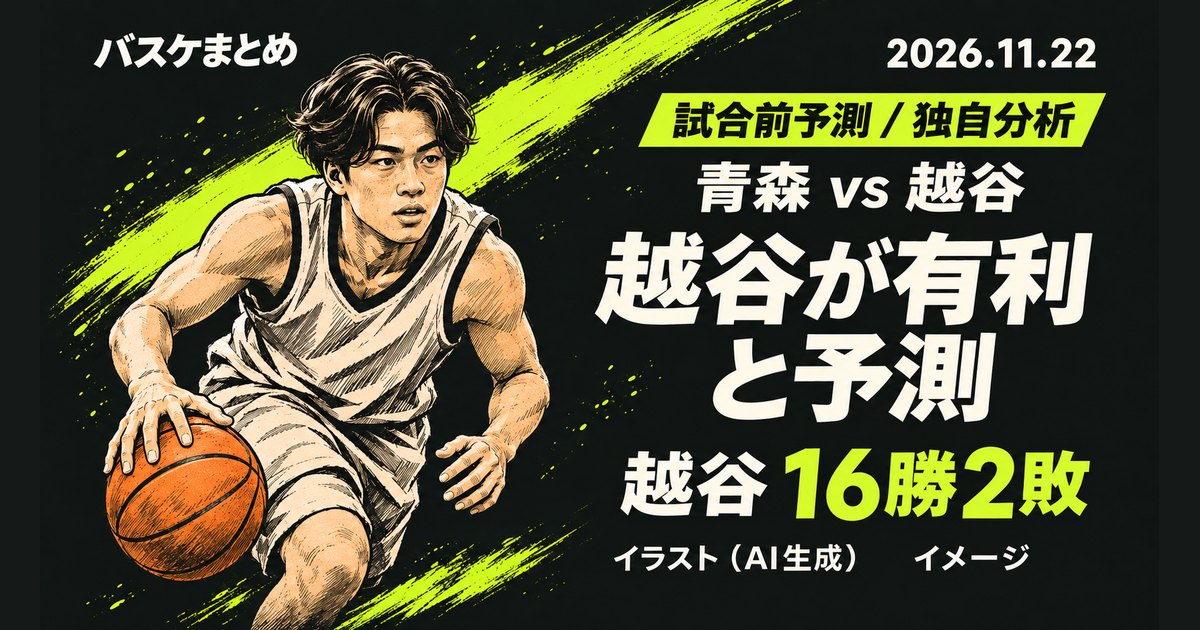 バスケまとめ
2026.11.22
試合前予測 / 独自分析
青森 vs 越谷
越谷が有利
と予測
越谷 16勝2敗
イラスト（AI生成） イメージ